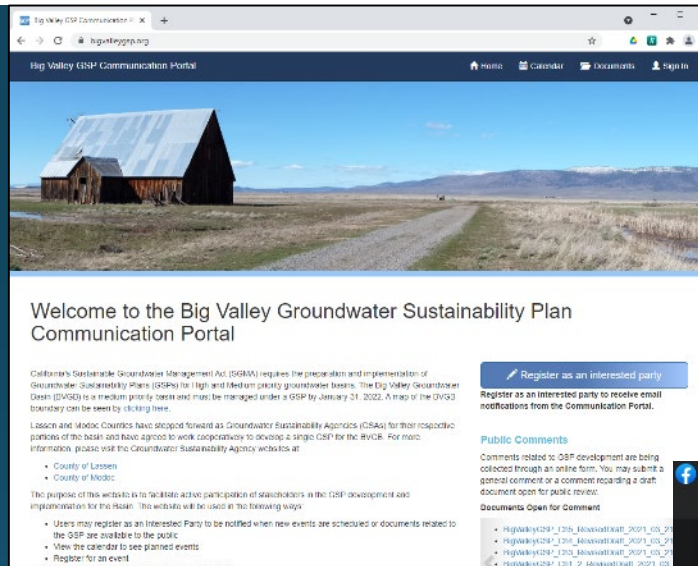 Big Valley GSP Communication P
bigvalleygsp.org
Big Valley GSP Communication Portal
Home
Calendar
Documents
Sign In
Welcome to the Big Valley Groundwater Sustainability Plan
Communication Portal
California's Sustainable Groundwater Management Act (SGMA) requires the preparation and implementation of
Groundwater Sustainability Plans (GSPs) for High and Medium priority groundwater basins. The Big Valley Groundwater
Basin (BVGB) is a medium priority basin and must be managed under a GSP by January 31, 2022. A map of the BVGB
boundary can be seen by clicking here.
Lassen and Modoc Counties have stepped forward as Groundwater Sustainability Agencies (GSAs) for their respective
portions of the basin and have agreed to work cooperatively to develop a single GSP for the BVGB. For more
information, please visit the Groundwater Sustainability Agency websites at
• County of Lassen
• County of Modoc
The purpose of this website is to facilitate active participation of stakeholders in the GSP development and
implementation for the Basin. The website will be used in the following ways
• Users may register as an Interested Party to be notified when new events are scheduled or documents related to
the GSP are available to the public
• View the calendar to see planned events
• Register for an event
Register as an interested party
Register as an interested party to receive email
notifications from the Communication Portal.
Public Comments
Comments related to GSP development are being
collected through an online form. You may submit a
general comment or a comment regarding a draft
document open for public review.
Documents Open for Comment
• BigValleyGSP_Ch5_RevisedDraft_2021_03_21
• BigValleyGSP_Ch4_RevisedDraft_2021_03_21
• BigValleyGSP_Ch3_RevisedDraft_2021_03_21
• BigValleyGSP_Ch1_2_RevisedDraft_2021_03